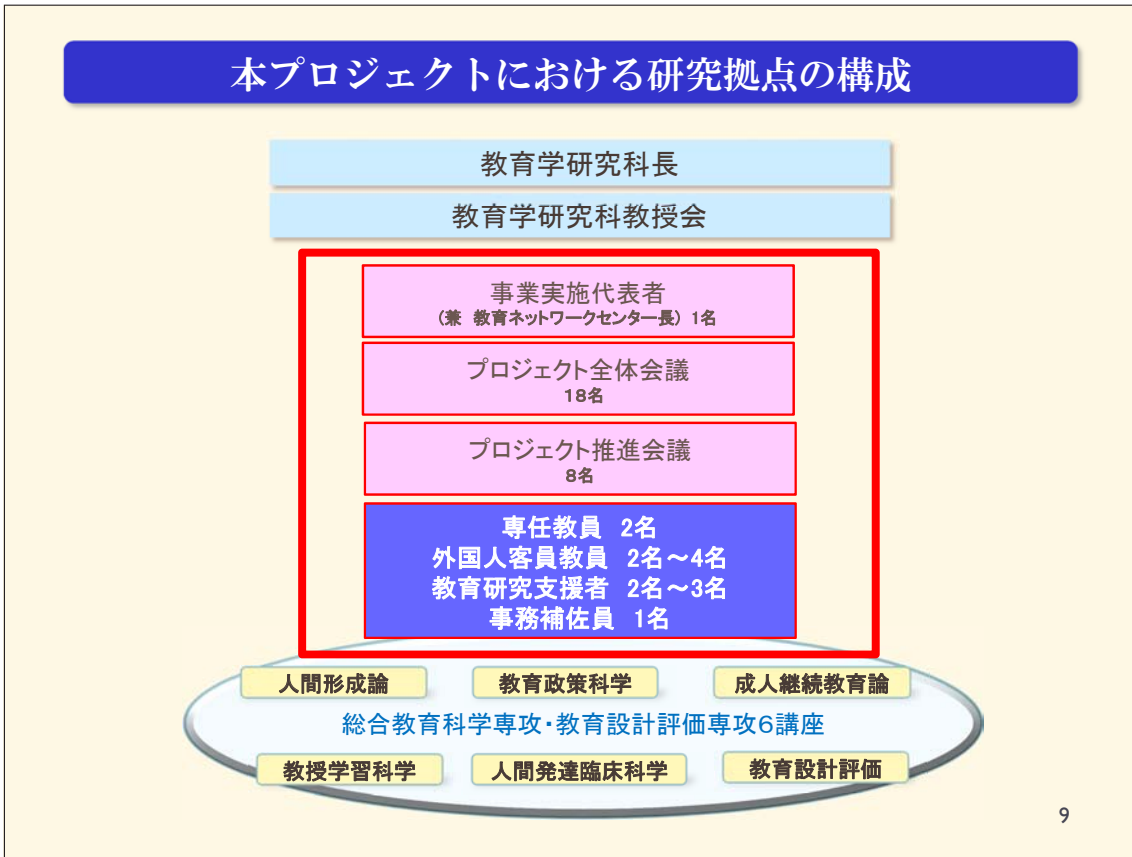 本プロジェクトにおける研究拠点の構成
教育学研究科長
教育学研究科教授会
事業実施代表者
(兼 教育ネットワークセンター長) 1名
プロジェクト全体会議
18名
プロジェクト推進会議
8名
専任教員 2名
外国人客員教員 2名～4名
教育研究支援者 2名～3名
事務補佐員 1名
人間形成論 教育政策科学 成人継続教育論
総合教育科学専攻・教育設計評価専攻6講座
教授学習科学 人間発達臨床科学 教育設計評価
9